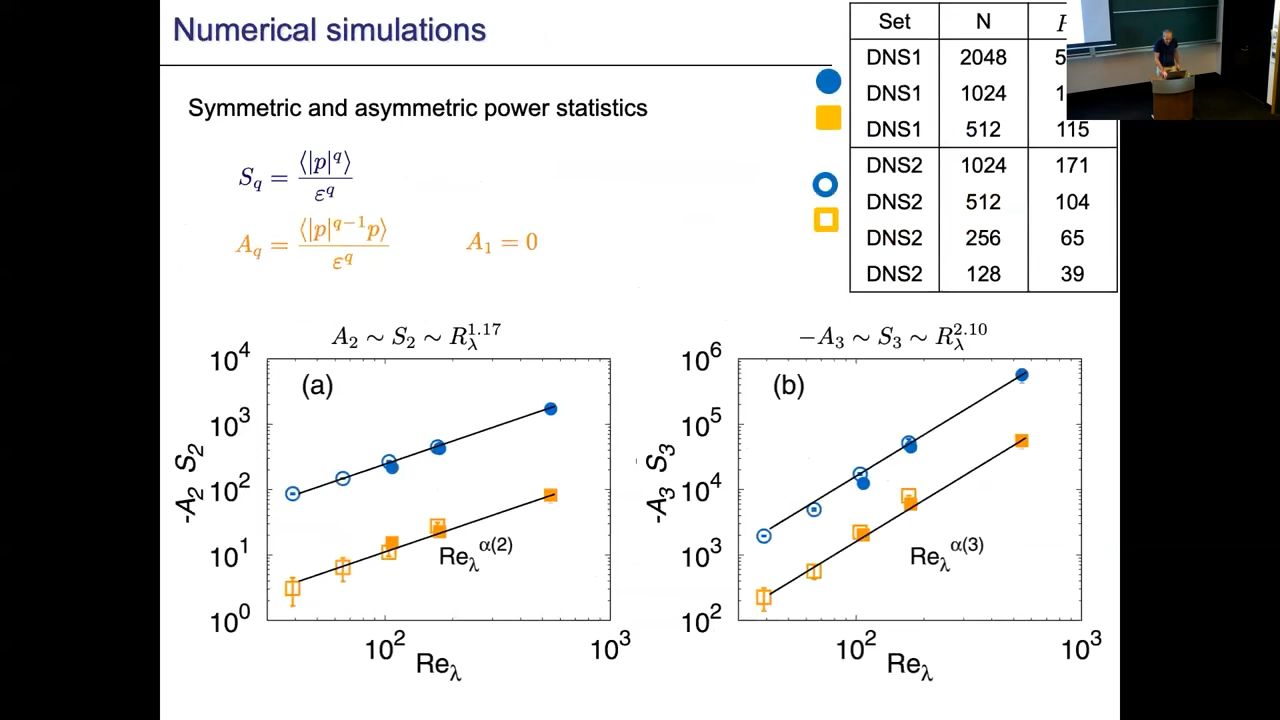 Numerical simulations
Set N
DNS1 2048 5
DNS1 1024 1
DNS1 512 115
DNS2 1024 171
DNS2 512 104
DNS2 256 65
DNS2 128 39
Symmetric and asymmetric power statistics
S_q = ⟨|p|^q⟩ / ε^q
A_q = ⟨|p|^{q−1}p⟩ / ε^q A_1 = 0
A_2 ∼ S_2 ∼ R_λ^{1.17}
(a)
10^4
10^3
10^2
10^1
10^0
-A_2 S_2
Re_λ^{α(2)}
10^2 10^3
Re_λ
−A_3 ∼ S_3 ∼ R_λ^{2.10}
(b)
10^6
10^5
10^4
10^3
10^2
-A_3 S_3
Re_λ^{α(3)}
10^2 10^3
Re_λ